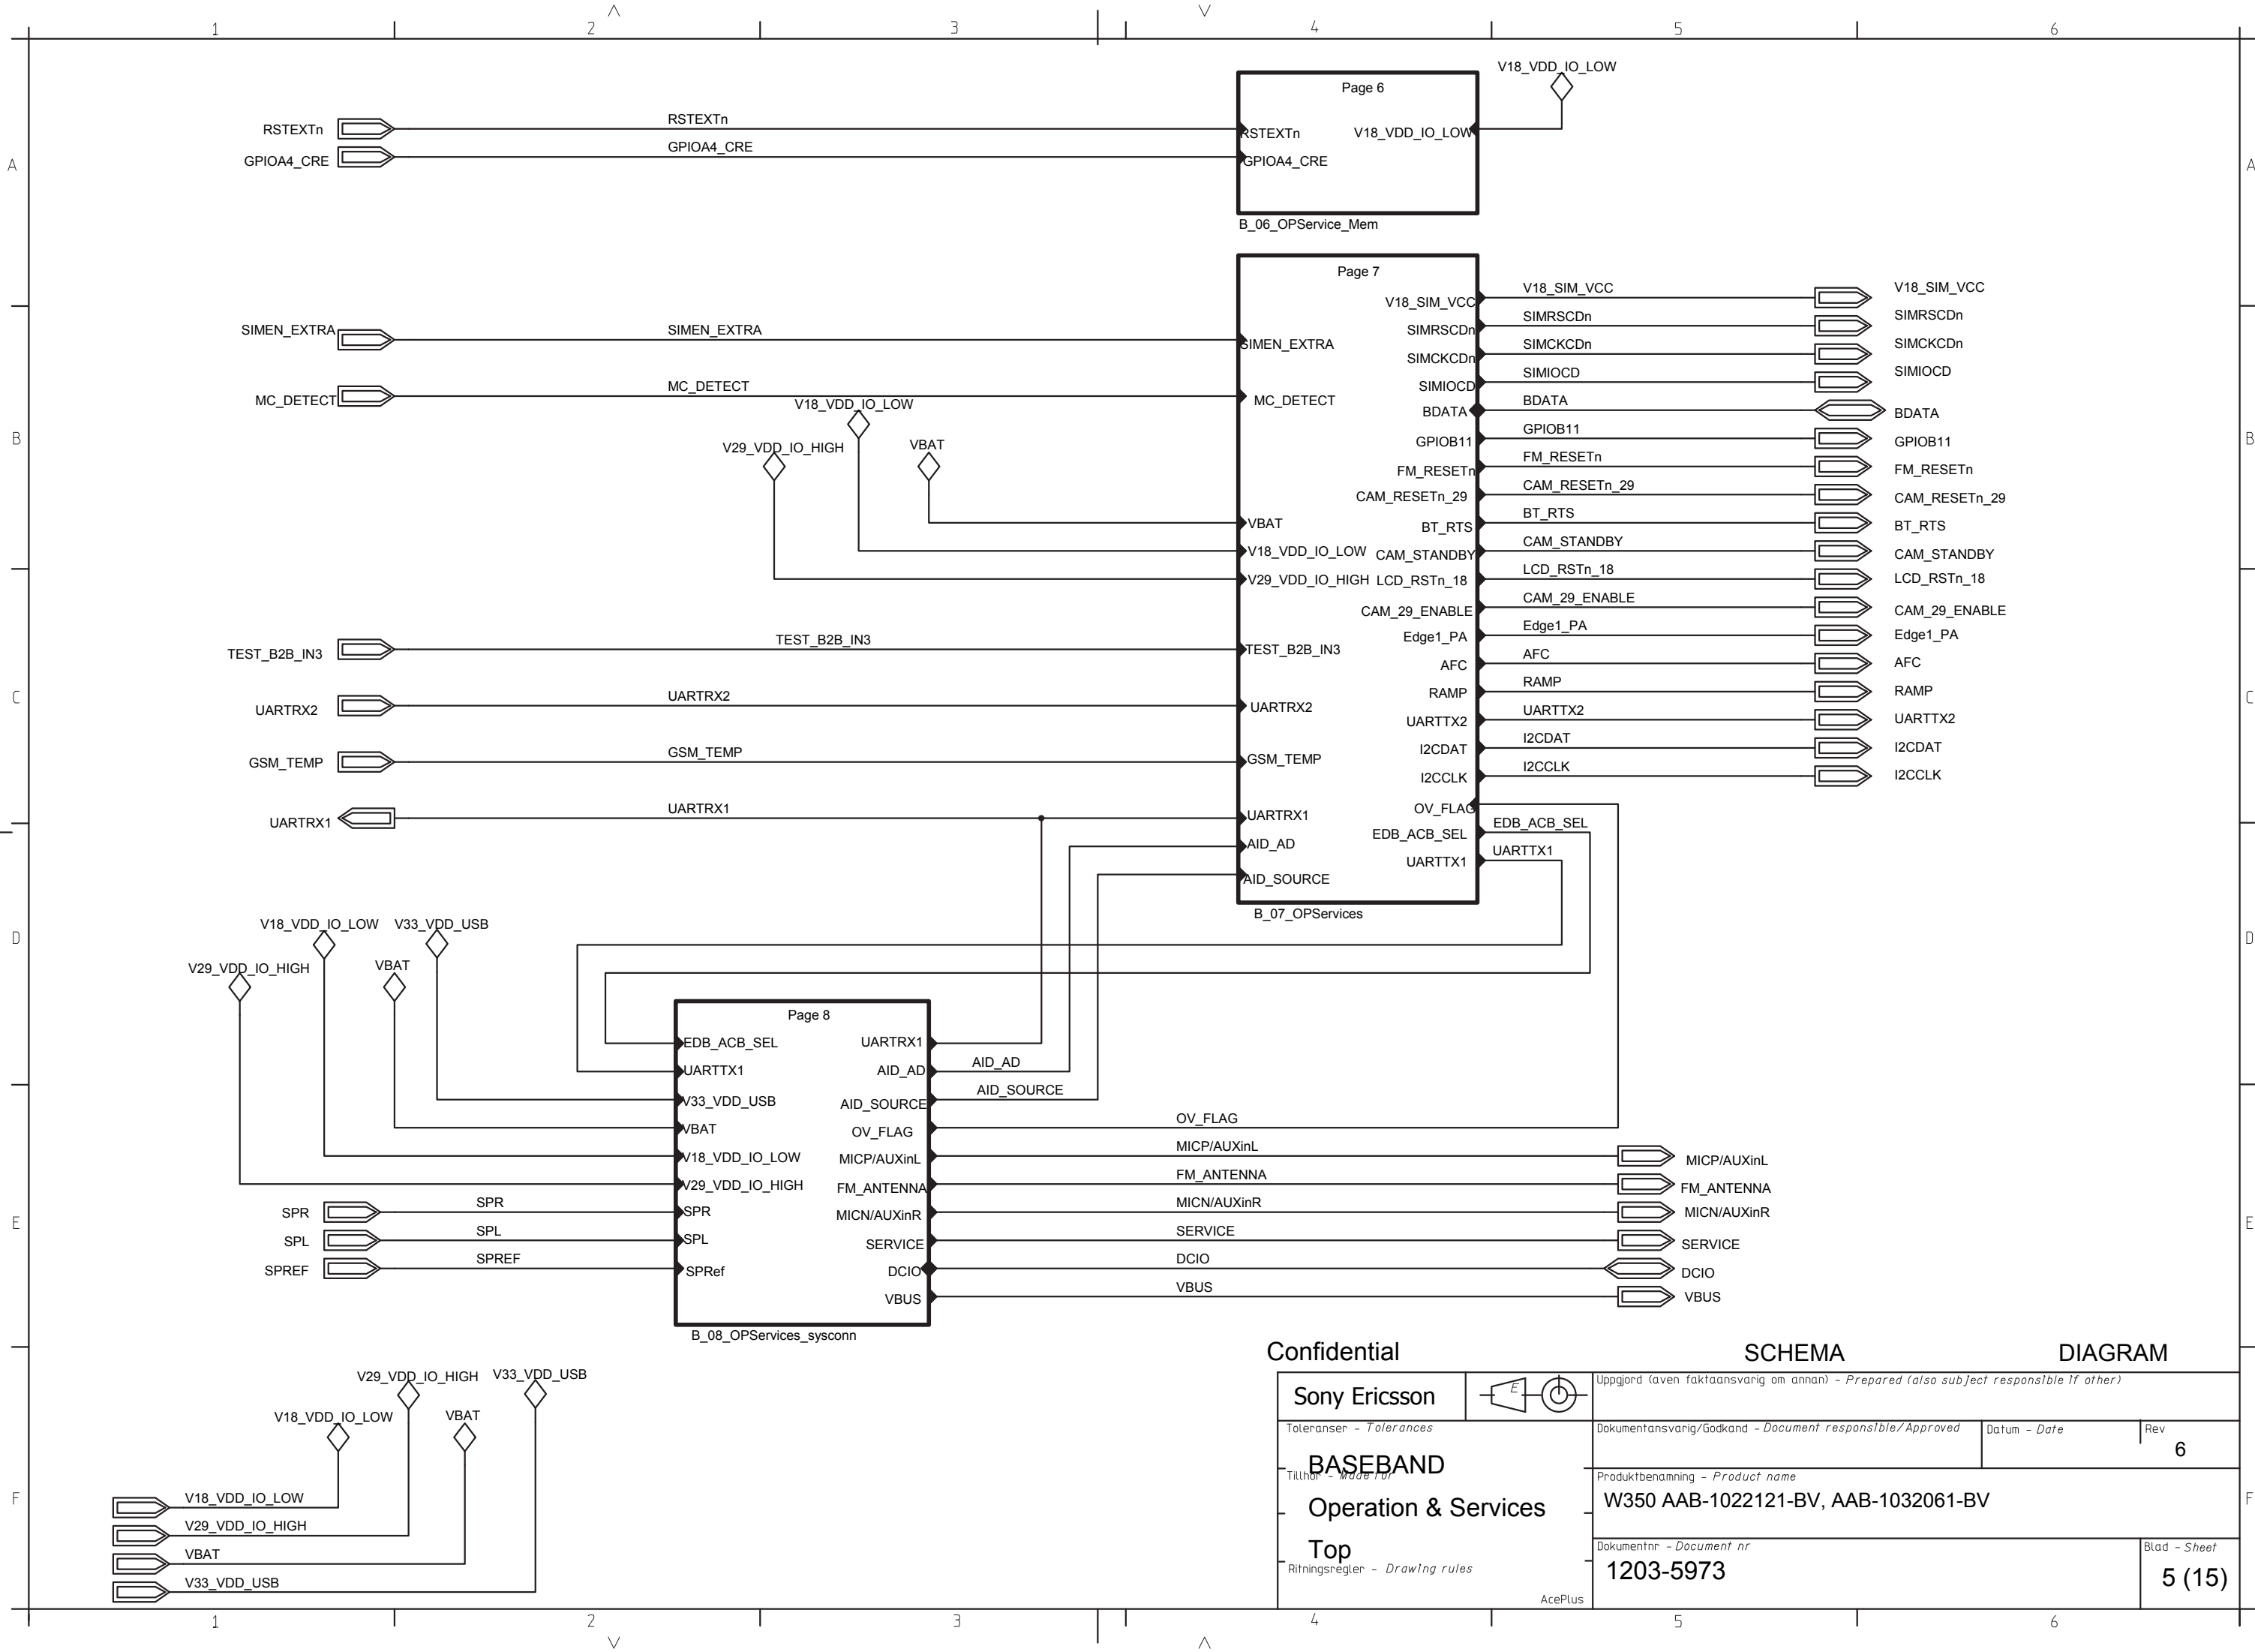 1 2 3 4 5 6
A A
B B
C C
D D
E E
F F
Page 6
V18_VDD_IO_LOW
RSTEXTn RSTEXTn RSTEXTn V18_VDD_IO_LOW
GPIOA4_CRE GPIOA4_CRE GPIOA4_CRE
B_06_OPService_Mem
Page 7
V18_SIM_VCC V18_SIM_VCC V18_SIM_VCC
SIMRSCDn SIMRSCDn SIMRSCDn
SIMEN_EXTRA SIMEN_EXTRA SIMEN_EXTRA
SIMCKCDn SIMCKCDn SIMCKCDn
SIMIOCD SIMIOCD SIMIOCD
MC_DETECT MC_DETECT MC_DETECT
BDATA BDATA BDATA
V18_VDD_IO_LOW
V29_VDD_IO_HIGH VBAT
GPIOB11 GPIOB11 GPIOB11
FM_RESETn FM_RESETn FM_RESETn
CAM_RESETn_29 CAM_RESETn_29 CAM_RESETn_29
VBAT BT_RTS BT_RTS BT_RTS
V18_VDD_IO_LOW CAM_STANDBY CAM_STANDBY CAM_STANDBY
V29_VDD_IO_HIGH LCD_RSTn_18 LCD_RSTn_18 LCD_RSTn_18
CAM_29_ENABLE CAM_29_ENABLE CAM_29_ENABLE
Edge1_PA Edge1_PA Edge1_PA
TEST_B2B_IN3 TEST_B2B_IN3 TEST_B2B_IN3
AFC AFC AFC
RAMP RAMP RAMP
UARTRX2 UARTRX2 UARTRX2
UARTTX2 UARTTX2 UARTTX2
I2CDAT I2CDAT I2CDAT
GSM_TEMP GSM_TEMP GSM_TEMP
I2CCLK I2CCLK I2CCLK
UARTRX1 UARTRX1 UARTRX1
OV_FLAG
AID_AD EDB_ACB_SEL EDB_ACB_SEL
AID_SOURCE UARTTX1 UARTTX1
B_07_OPServices
V18_VDD_IO_LOW V33_VDD_USB
V29_VDD_IO_HIGH VBAT
Page 8
EDB_ACB_SEL UARTRX1
UARTTX1 AID_AD AID_AD
V33_VDD_USB AID_SOURCE AID_SOURCE
VBAT OV_FLAG OV_FLAG
V18_VDD_IO_LOW MICP/AUXinL MICP/AUXinL MICP/AUXinL
V29_VDD_IO_HIGH FM_ANTENNA FM_ANTENNA FM_ANTENNA
SPR SPR SPR MICN/AUXinR MICN/AUXinR MICN/AUXinR
SPL SPL SPL SERVICE SERVICE SERVICE
SPREF SPREF SPRef DCIO DCIO DCIO
VBUS VBUS VBUS
B_08_OPServices_sysconn
V29_VDD_IO_HIGH V33_VDD_USB
V18_VDD_IO_LOW VBAT
V18_VDD_IO_LOW
V29_VDD_IO_HIGH
VBAT
V33_VDD_USB
Confidential SCHEMA DIAGRAM
Sony Ericsson E
Uppgjord (aven faktaansvarig om annan) - Prepared (also subject responsible if other)
Toleranser - Tolerances
Dokumentansvarig/Godkand - Document responsible/Approved
Datum - Date
Rev
6
BASEBAND
Tillhor - Made for
Produktbenamning - Product name
W350 AAB-1022121-BV, AAB-1032061-BV
Operation & Services
Top
Ritningsregler - Drawing rules
AcePlus
Dokumentnr - Document nr
1203-5973
Blad - Sheet
5 (15)
1 2 3 4 5 6